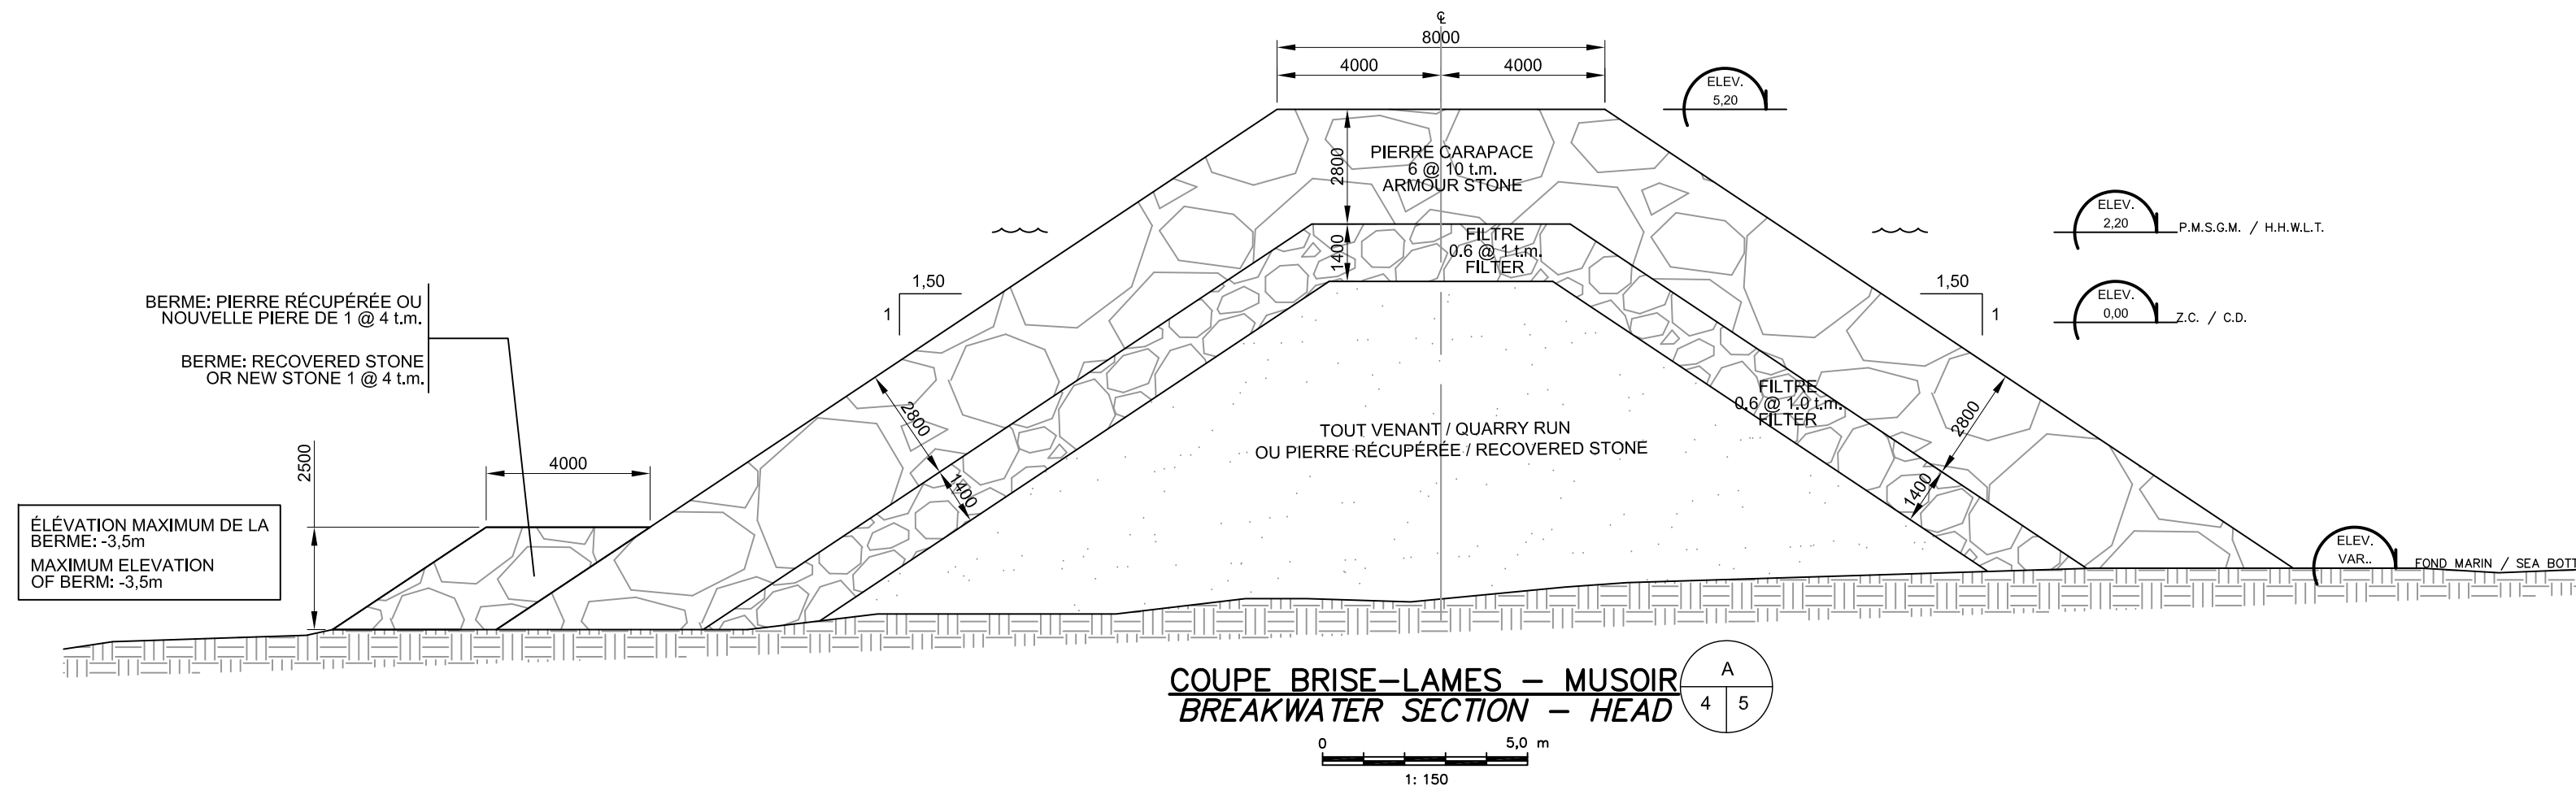 ℄
8000
4000
4000
ELEV.
5,20
2800
PIERRE CARAPACE
6 @ 10 t.m.
ARMOUR STONE
ELEV.
2,20
P.M.S.G.M. / H.H.W.L.T.
1400
FILTRE
0.6 @ 1 t.m.
FILTER
1,50
1
1,50
1
ELEV.
0,00
Z.C. / C.D.
BERME: PIERRE RÉCUPÉRÉE OU
NOUVELLE PIERE DE 1 @ 4 t.m.
BERME: RECOVERED STONE
OR NEW STONE 1 @ 4 t.m.
FILTRE
0.6 @ 1.0 t.m.
FILTER
2800
2800
TOUT VENANT / QUARRY RUN
OU PIERRE RÉCUPÉRÉE / RECOVERED STONE
2500
4000
1400
1400
ÉLÉVATION MAXIMUM DE LA
BERME: -3,5m
MAXIMUM ELEVATION
OF BERM: -3,5m
ELEV.
VAR..
FOND MARIN / SEA BOTT
COUPE BRISE-LAMES - MUSOIR
BREAKWATER SECTION - HEAD
A
4 5
0 5,0 m
1: 150